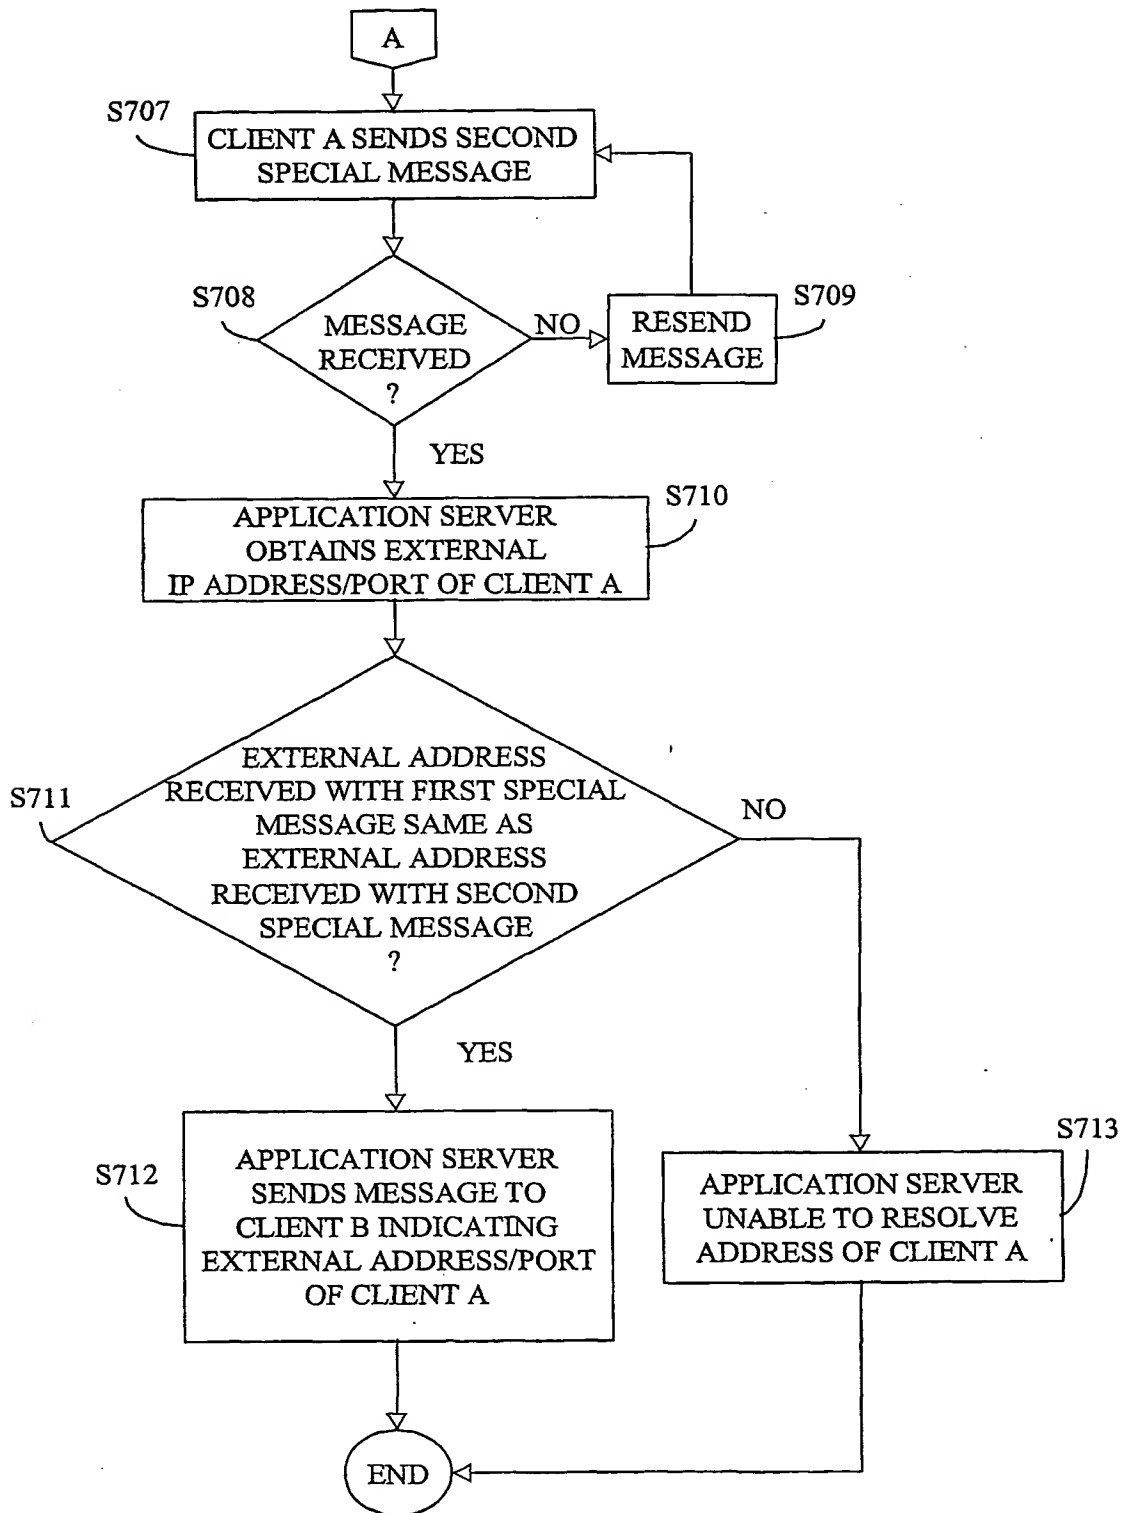 A
S707
CLIENT A SENDS SECOND
SPECIAL MESSAGE
S708
MESSAGE
RECEIVED
?
NO
S709
RESEND
MESSAGE
YES
S710
APPLICATION SERVER
OBTAINS EXTERNAL
IP ADDRESS/PORT OF CLIENT A
S711
EXTERNAL ADDRESS
RECEIVED WITH FIRST SPECIAL
MESSAGE SAME AS
EXTERNAL ADDRESS
RECEIVED WITH SECOND
SPECIAL MESSAGE
?
NO
YES
S712
APPLICATION SERVER
SENDS MESSAGE TO
CLIENT B INDICATING
EXTERNAL ADDRESS/PORT
OF CLIENT A
S713
APPLICATION SERVER
UNABLE TO RESOLVE
ADDRESS OF CLIENT A
END